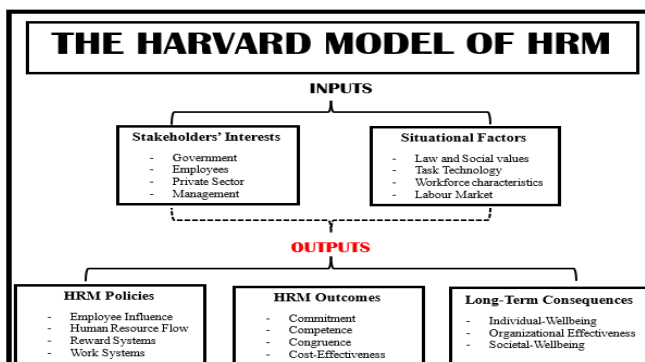 THE HARVARD MODEL OF HRM
INPUTS
Stakeholders' Interests
- Government
- Employees
- Private Sector
- Management
Situational Factors
- Law and Social values
- Task Technology
- Workforce characteristics
- Labour Market
OUTPUTS
HRM Policies
- Employee Influence
- Human Resource Flow
- Reward Systems
- Work Systems
HRM Outcomes
- Commitment
- Competence
- Congruence
- Cost-Effectiveness
Long-Term Consequences
- Individual-Wellbeing
- Organizational Effectiveness
- Societal-Wellbeing